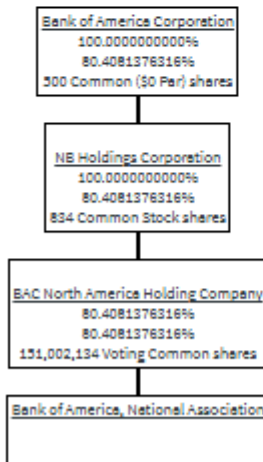 Bank of America Corporation
100.0000000000%
80.4081376316%
500 Common ($0 Par) shares
NB Holdings Corporation
100.0000000000%
80.4081376316%
834 Common Stock shares
BAC North America Holding Company
80.4081376316%
80.4081376316%
151,002,134 Voting Common shares
Bank of America, National Association